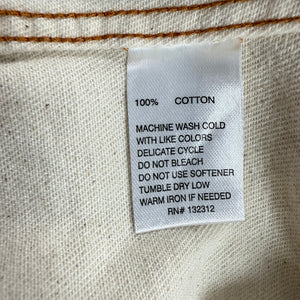 100% COTTON
MACHINE WASH COLD
WITH LIKE COLORS
DELICATE CYCLE
DO NOT BLEACH
DO NOT USE SOFTENER
TUMBLE DRY LOW
WARM IRON IF NEEDED
RN# 132312